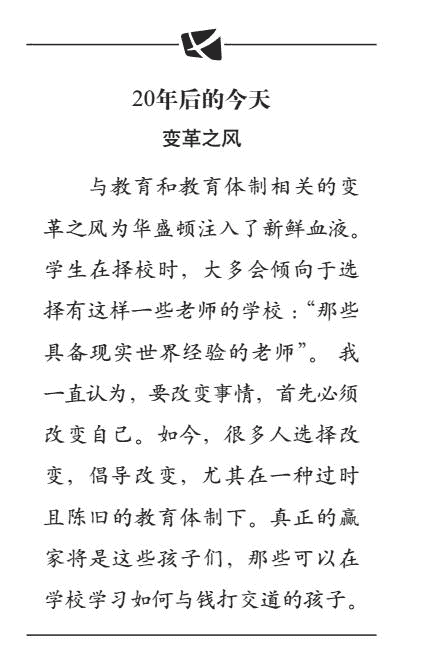 20年后的今天
变革之风
与教育和教育体制相关的变
革之风为华盛顿注入了新鲜血液。
学生在择校时，大多会倾向于选
择有这样一些老师的学校：“那些
具备现实世界经验的老师”。 我
一直认为，要改变事情，首先必须
改变自己。如今，很多人选择改
变，倡导改变，尤其在一种过时
且陈旧的教育体制下。真正的赢
家将是这些孩子们，那些可以在
学校学习如何与钱打交道的孩子。